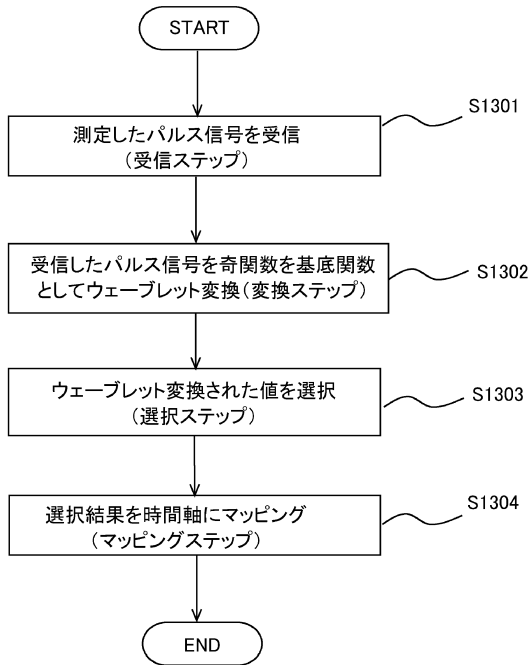 START
S1301
測定したパルス信号を受信
(受信ステップ)
受信したパルス信号を奇関数を基底関数
としてウェーブレット変換(変換ステップ)
S1302
ウェーブレット変換された値を選択
(選択ステップ)
S1303
選択結果を時間軸にマッピング
(マッピングステップ)
S1304
END